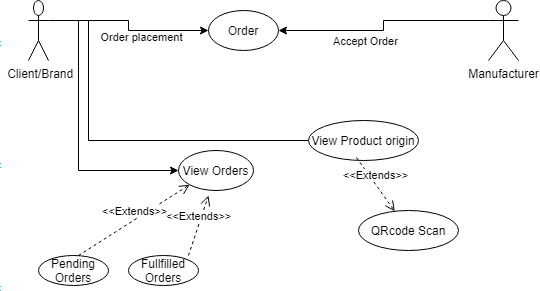 Order
Order placement
Accept Order
Client/Brand
Manufacturer
View Product origin
<<Extends>>
View Orders
<<Extends>>
<<Extends>>
QRcode Scan
Pending
Orders
Fullfilled
Orders